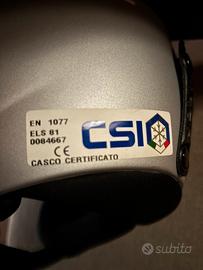 EN 1077
ELS 81
0084667
CE
CSI
CASCO CERTIFICATO
subito